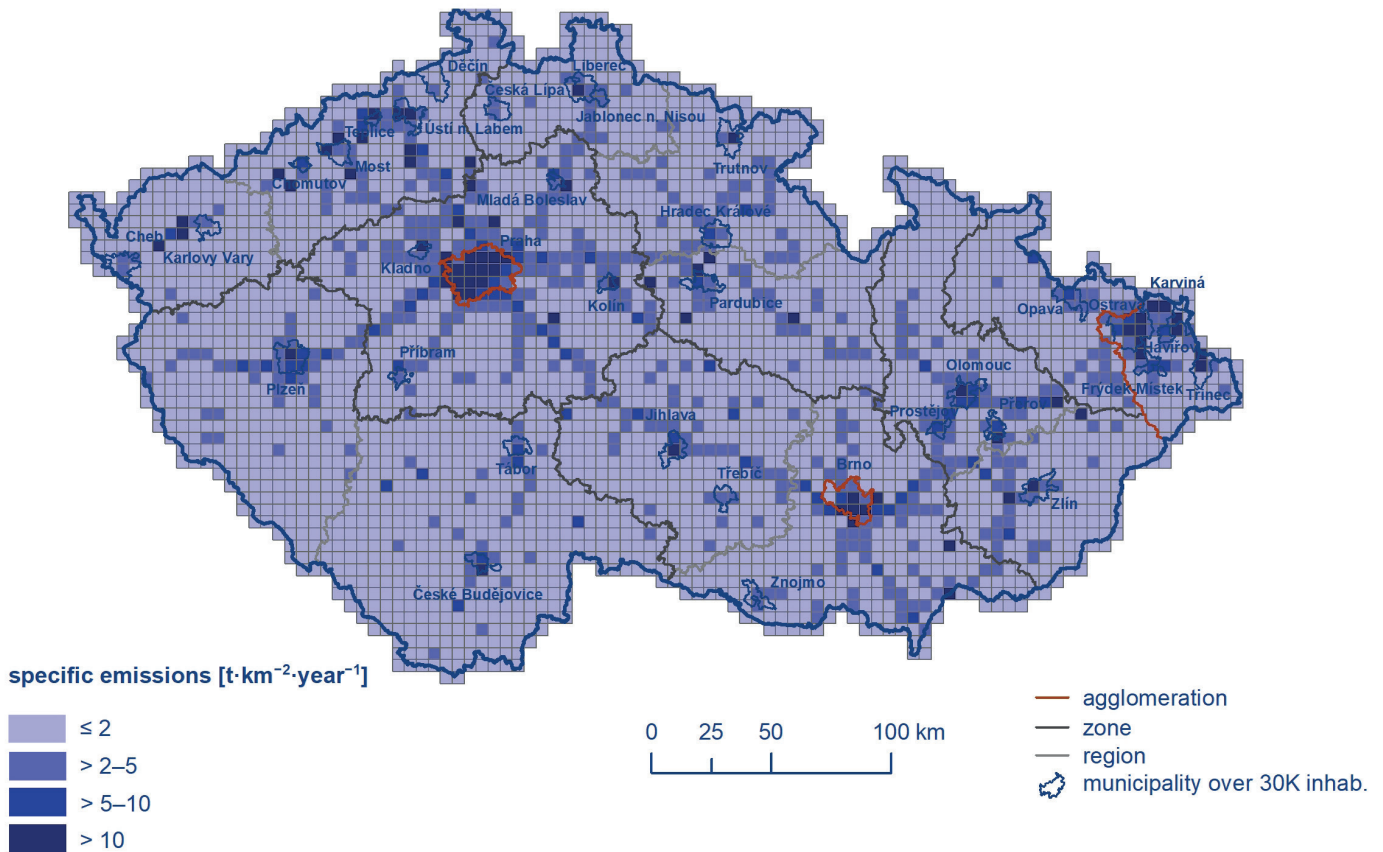 Děčín
Liberec
Česká Lípa
Jablonec n. Nisou
Teplice
Ústí n. Labem
Most
Chomutov
Trutnov
Mladá Boleslav
Hradec Králové
Cheb
Karlovy Vary
Praha
Kladno
Kolín
Pardubice
Karviná
Opava
Ostrava
Havířov
Příbram
Plzeň
Olomouc
Frýdek-Místek
Třinec
Prostějov
Přerov
Jihlava
Tábor
Třebíč
Brno
Zlín
České Budějovice
Znojmo
specific emissions [t·km⁻²·year⁻¹]
≤ 2
> 2–5
> 5–10
> 10
0 25 50 100 km
agglomeration
zone
region
municipality over 30K inhab.